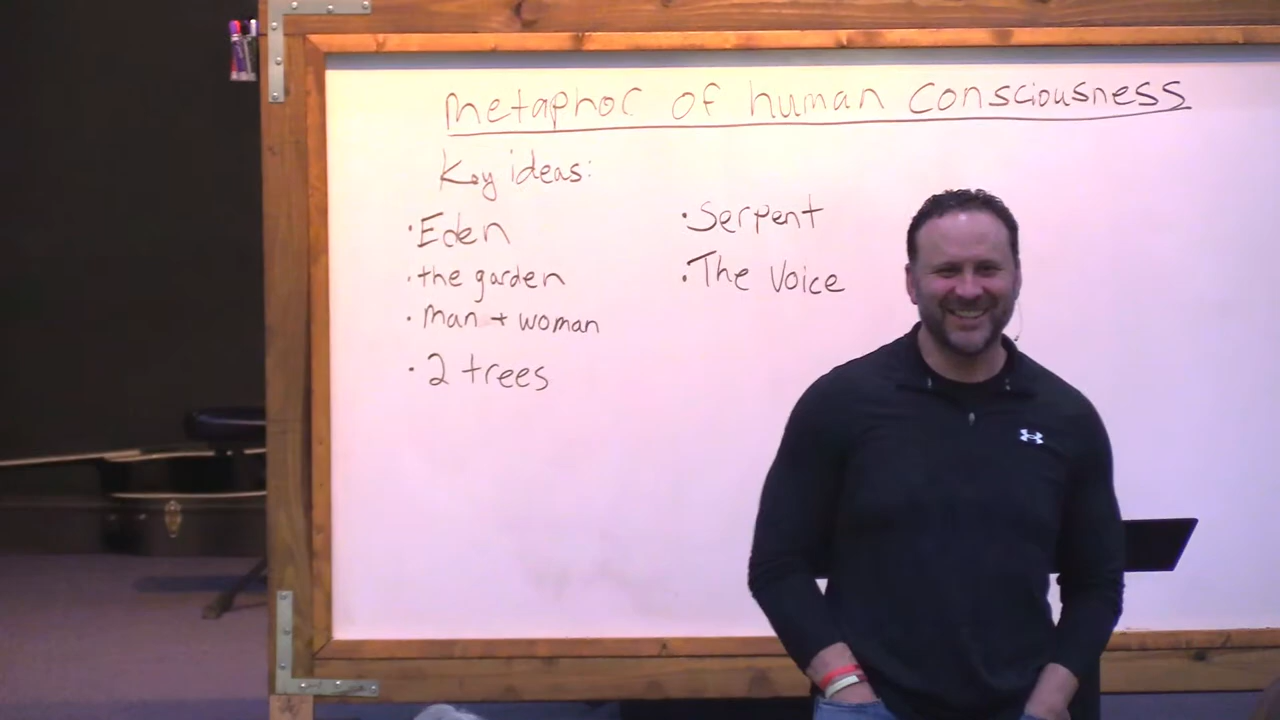 metaphor of human consciousness
Key ideas:
• Eden
• the garden
• man + woman
• 2 trees
• Serpent
• The Voice